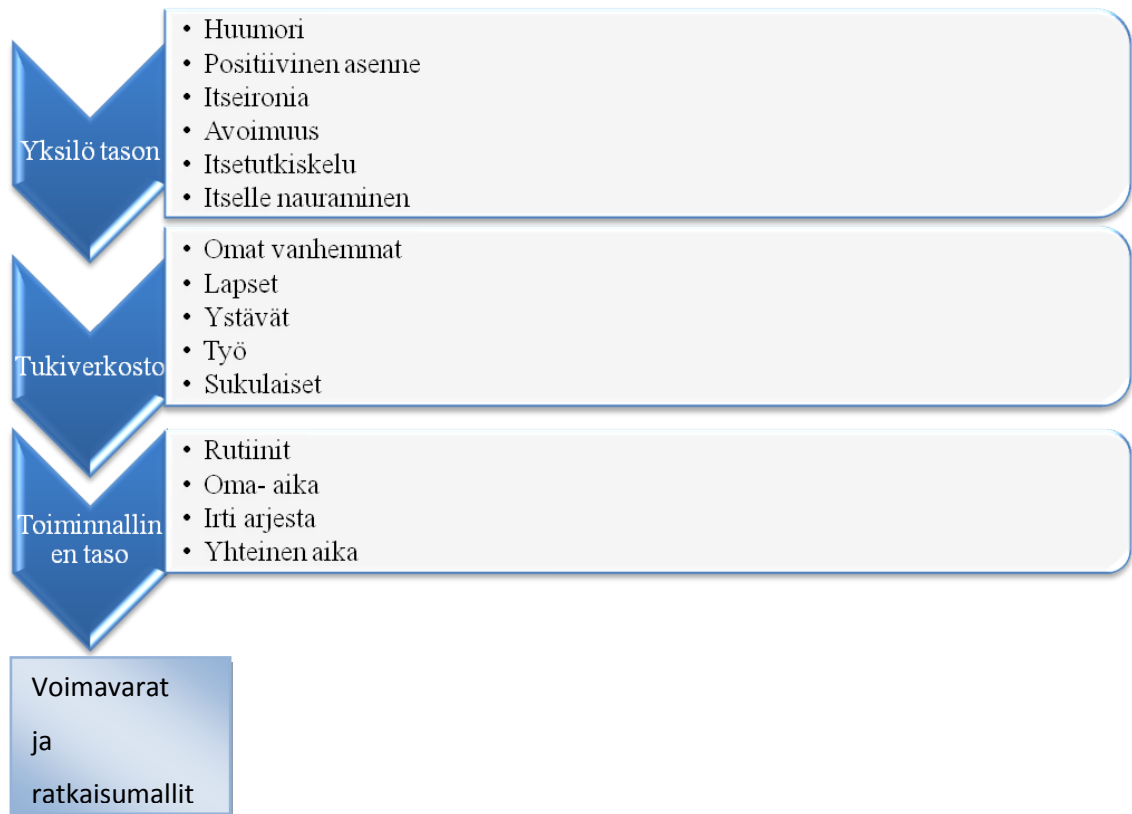 Yksilö tason
• Huumori
• Positiivinen asenne
• Itseironia
• Avoimuus
• Itsetutkiskelu
• Itselle nauraminen
Tukiverkosto
• Omat vanhemmat
• Lapset
• Ystävät
• Työ
• Sukulaiset
Toiminnallin
en taso
• Rutiinit
• Oma- aika
• Irti arjesta
• Yhteinen aika
Voimavarat
ja
ratkaisumallit